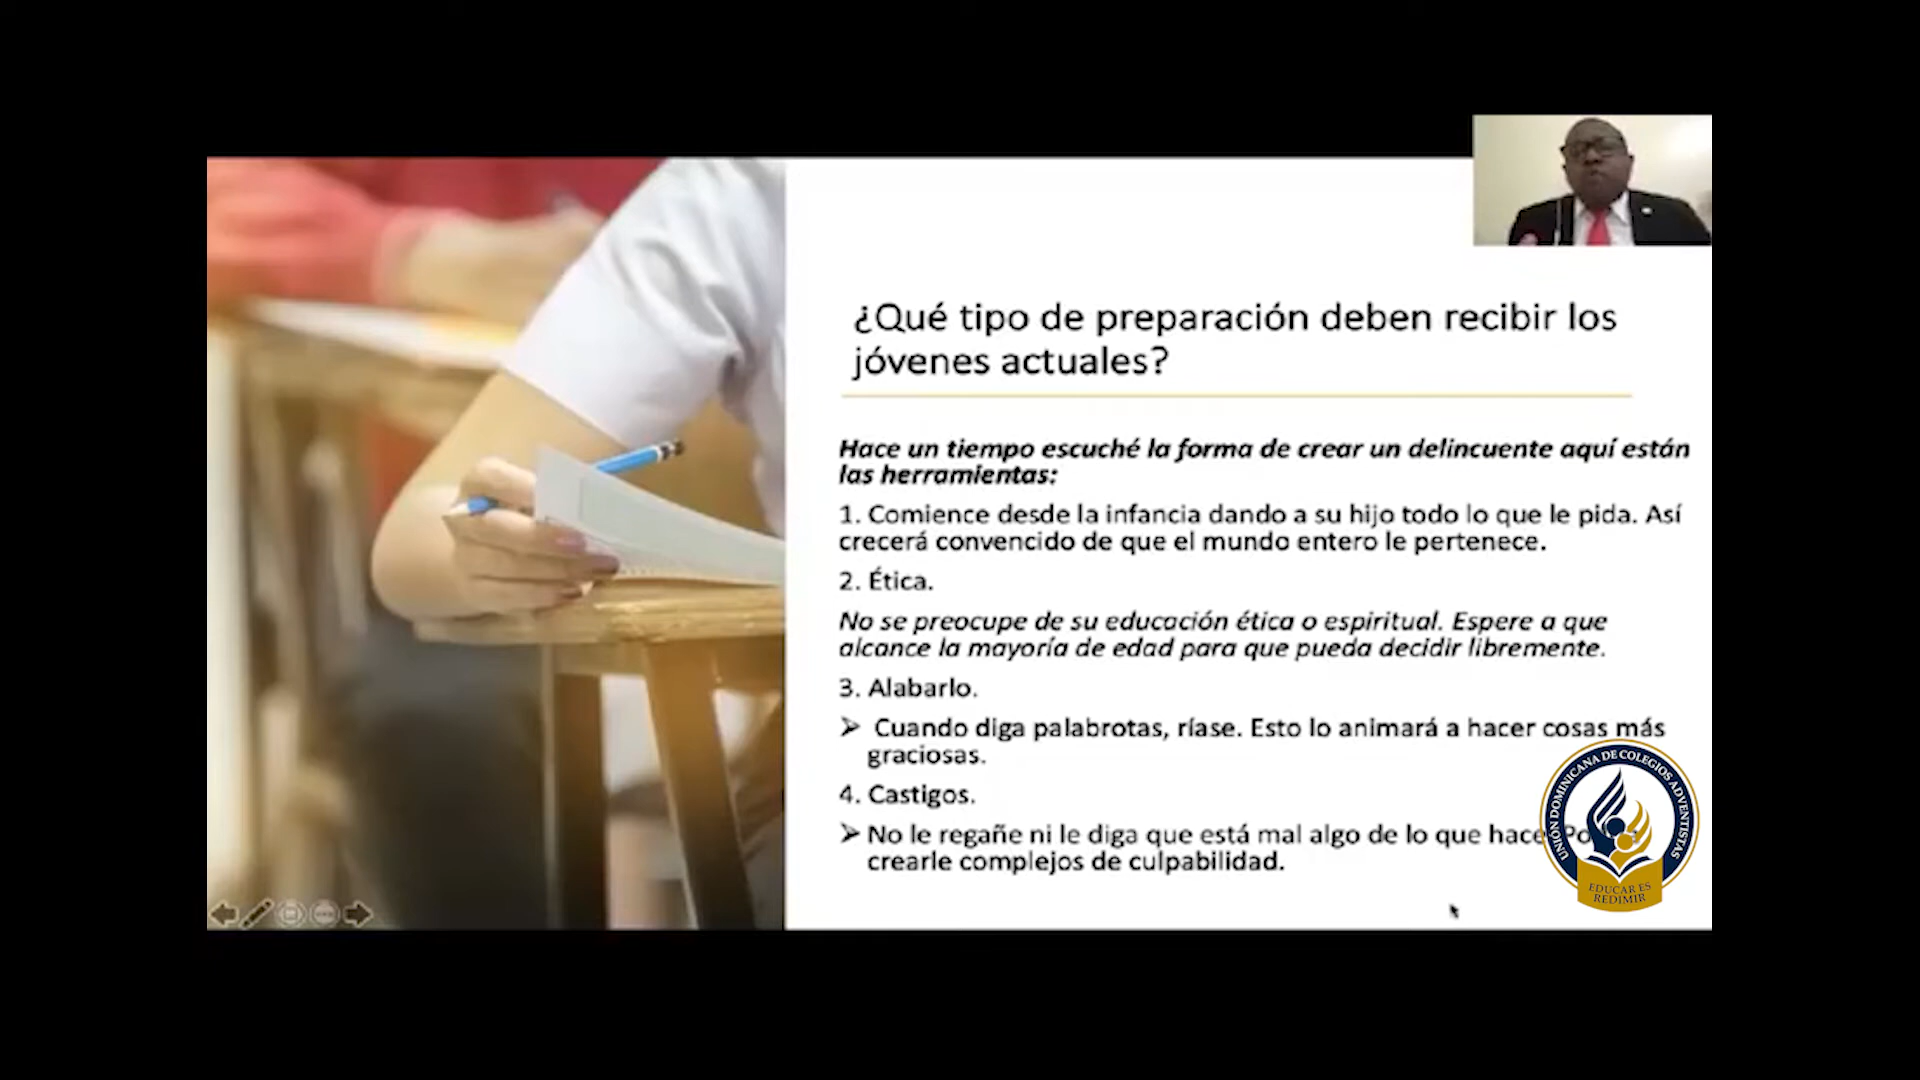 ¿Qué tipo de preparación deben recibir los
jóvenes actuales?
Hace un tiempo escuché la forma de crear un delincuente aquí están
las herramientas:
1. Comience desde la infancia dando a su hijo todo lo que le pida. Así
crecerá convencido de que el mundo entero le pertenece.
2. Ética.
No se preocupe de su educación ética o espiritual. Espere a que
alcance la mayoría de edad para que pueda decidir libremente.
3. Alabarlo.
➢ Cuando diga palabrotas, ríase. Esto lo animará a hacer cosas más
graciosas.
4. Castigos.
➢ No le regañe ni le diga que está mal algo de lo que hace
crearle complejos de culpabilidad.
UNIÓN DOMINICANA DE COLEGIOS ADVENTISTAS
EDUCAR ES
REDIMIR